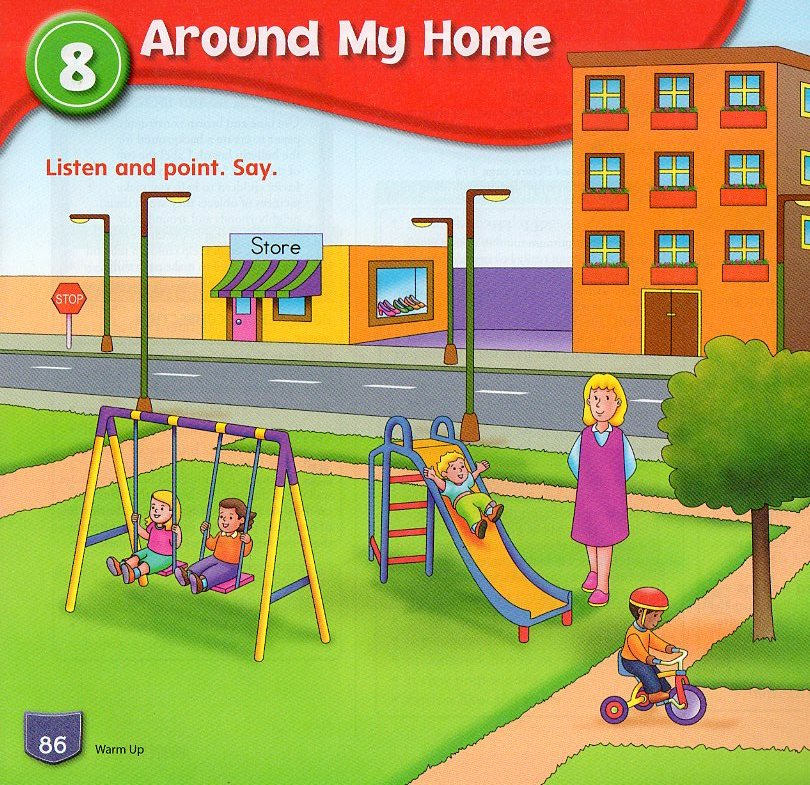 8
Around My Home
Listen and point. Say.
Store
STOP
86
Warm Up